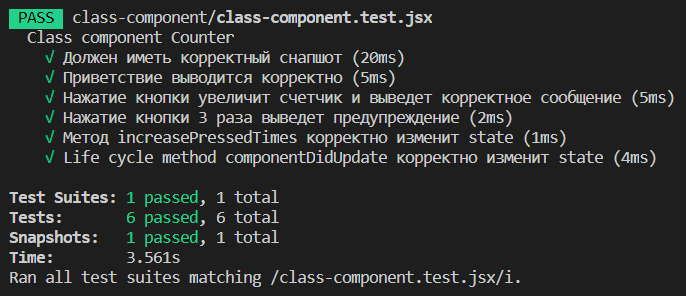 PASS class-component/class-component.test.jsx
Class component Counter
√ Должен иметь корректный снапшот (20ms)
√ Приветствие выводится корректно (5ms)
√ Нажатие кнопки увеличит счетчик и выведет корректное сообщение (5ms)
√ Нажатие кнопки 3 раза выведет предупреждение (2ms)
√ Метод increasePressedTimes корректно изменит state (1ms)
√ Life cycle method componentDidUpdate корректно изменит state (4ms)
Test Suites: 1 passed, 1 total
Tests: 6 passed, 6 total
Snapshots: 1 passed, 1 total
Time: 3.561s
Ran all test suites matching /class-component.test.jsx/i.